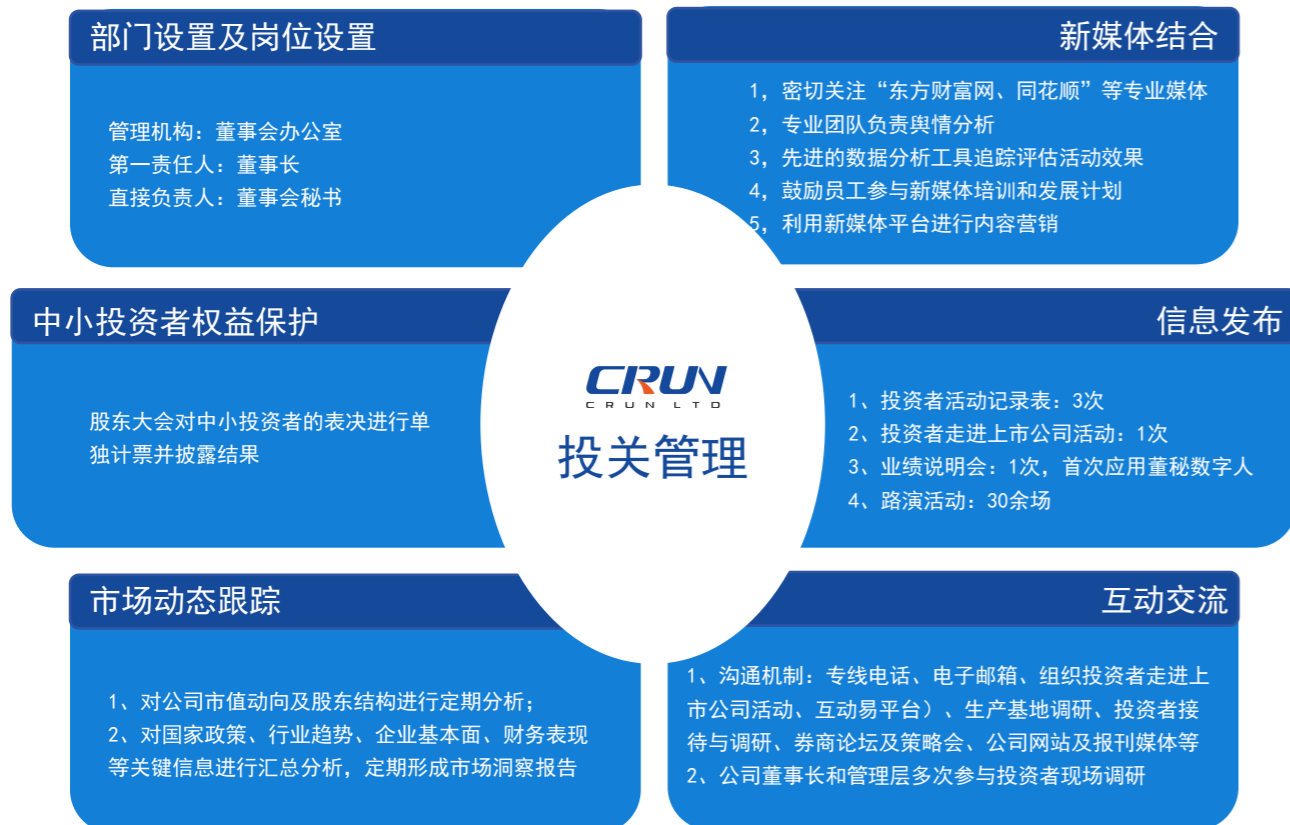 部门设置及岗位设置
管理机构：董事会办公室
第一责任人：董事长
直接负责人：董事会秘书
新媒体结合
1，密切关注“东方财富网、同花顺”等专业媒体
2，专业团队负责舆情分析
3，先进的数据分析工具追踪评估活动效果
4，鼓励员工参与新媒体培训和发展计划
5，利用新媒体平台进行内容营销
中小投资者权益保护
股东大会对中小投资者的表决进行单
独计票并披露结果
CRUN
CRUN LTD
投关管理
信息发布
1、投资者活动记录表：3次
2、投资者走进上市公司活动：1次
3、业绩说明会：1次，首次应用董秘数字人
4、路演活动：30余场
市场动态跟踪
1、对公司市值动向及股东结构进行定期分析；
2、对国家政策、行业趋势、企业基本面、财务表现
等关键信息进行汇总分析，定期形成市场洞察报告
互动交流
1、沟通机制：专线电话、电子邮箱、组织投资者走进上
市公司活动、互动易平台）、生产基地调研、投资者接
待与调研、券商论坛及策略会、公司网站及报刊媒体等
2、公司董事长和管理层多次参与投资者现场调研